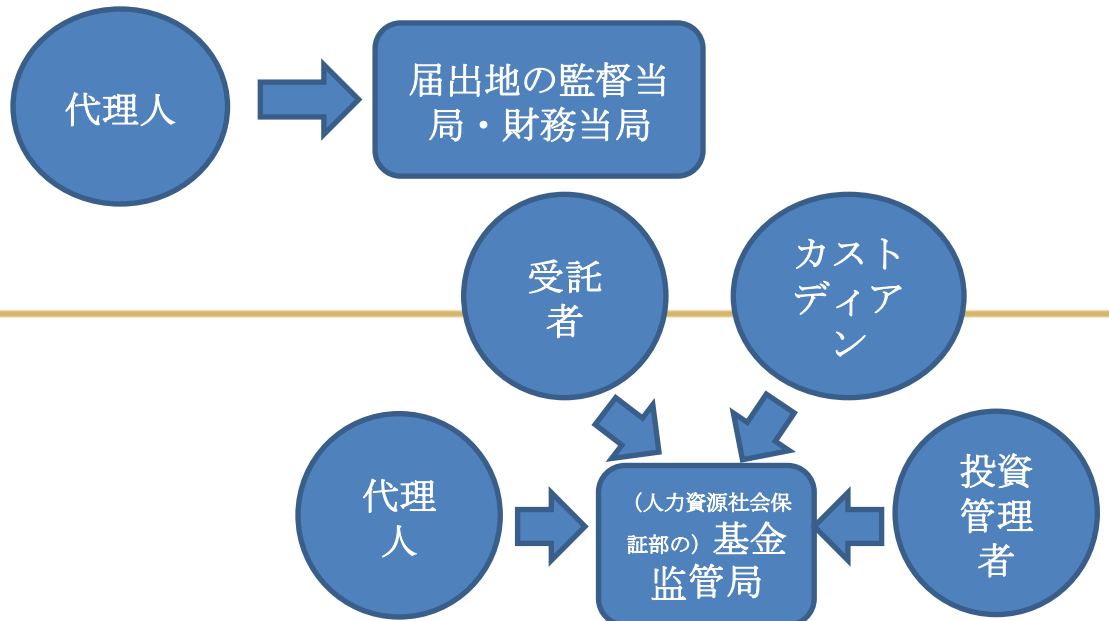 代理人
届出地の監督当
局・財務当局
受託
者
カスト
ディア
ン
代理
人
（人力資源社会保
証部の）基金
监管局
投資
管理
者